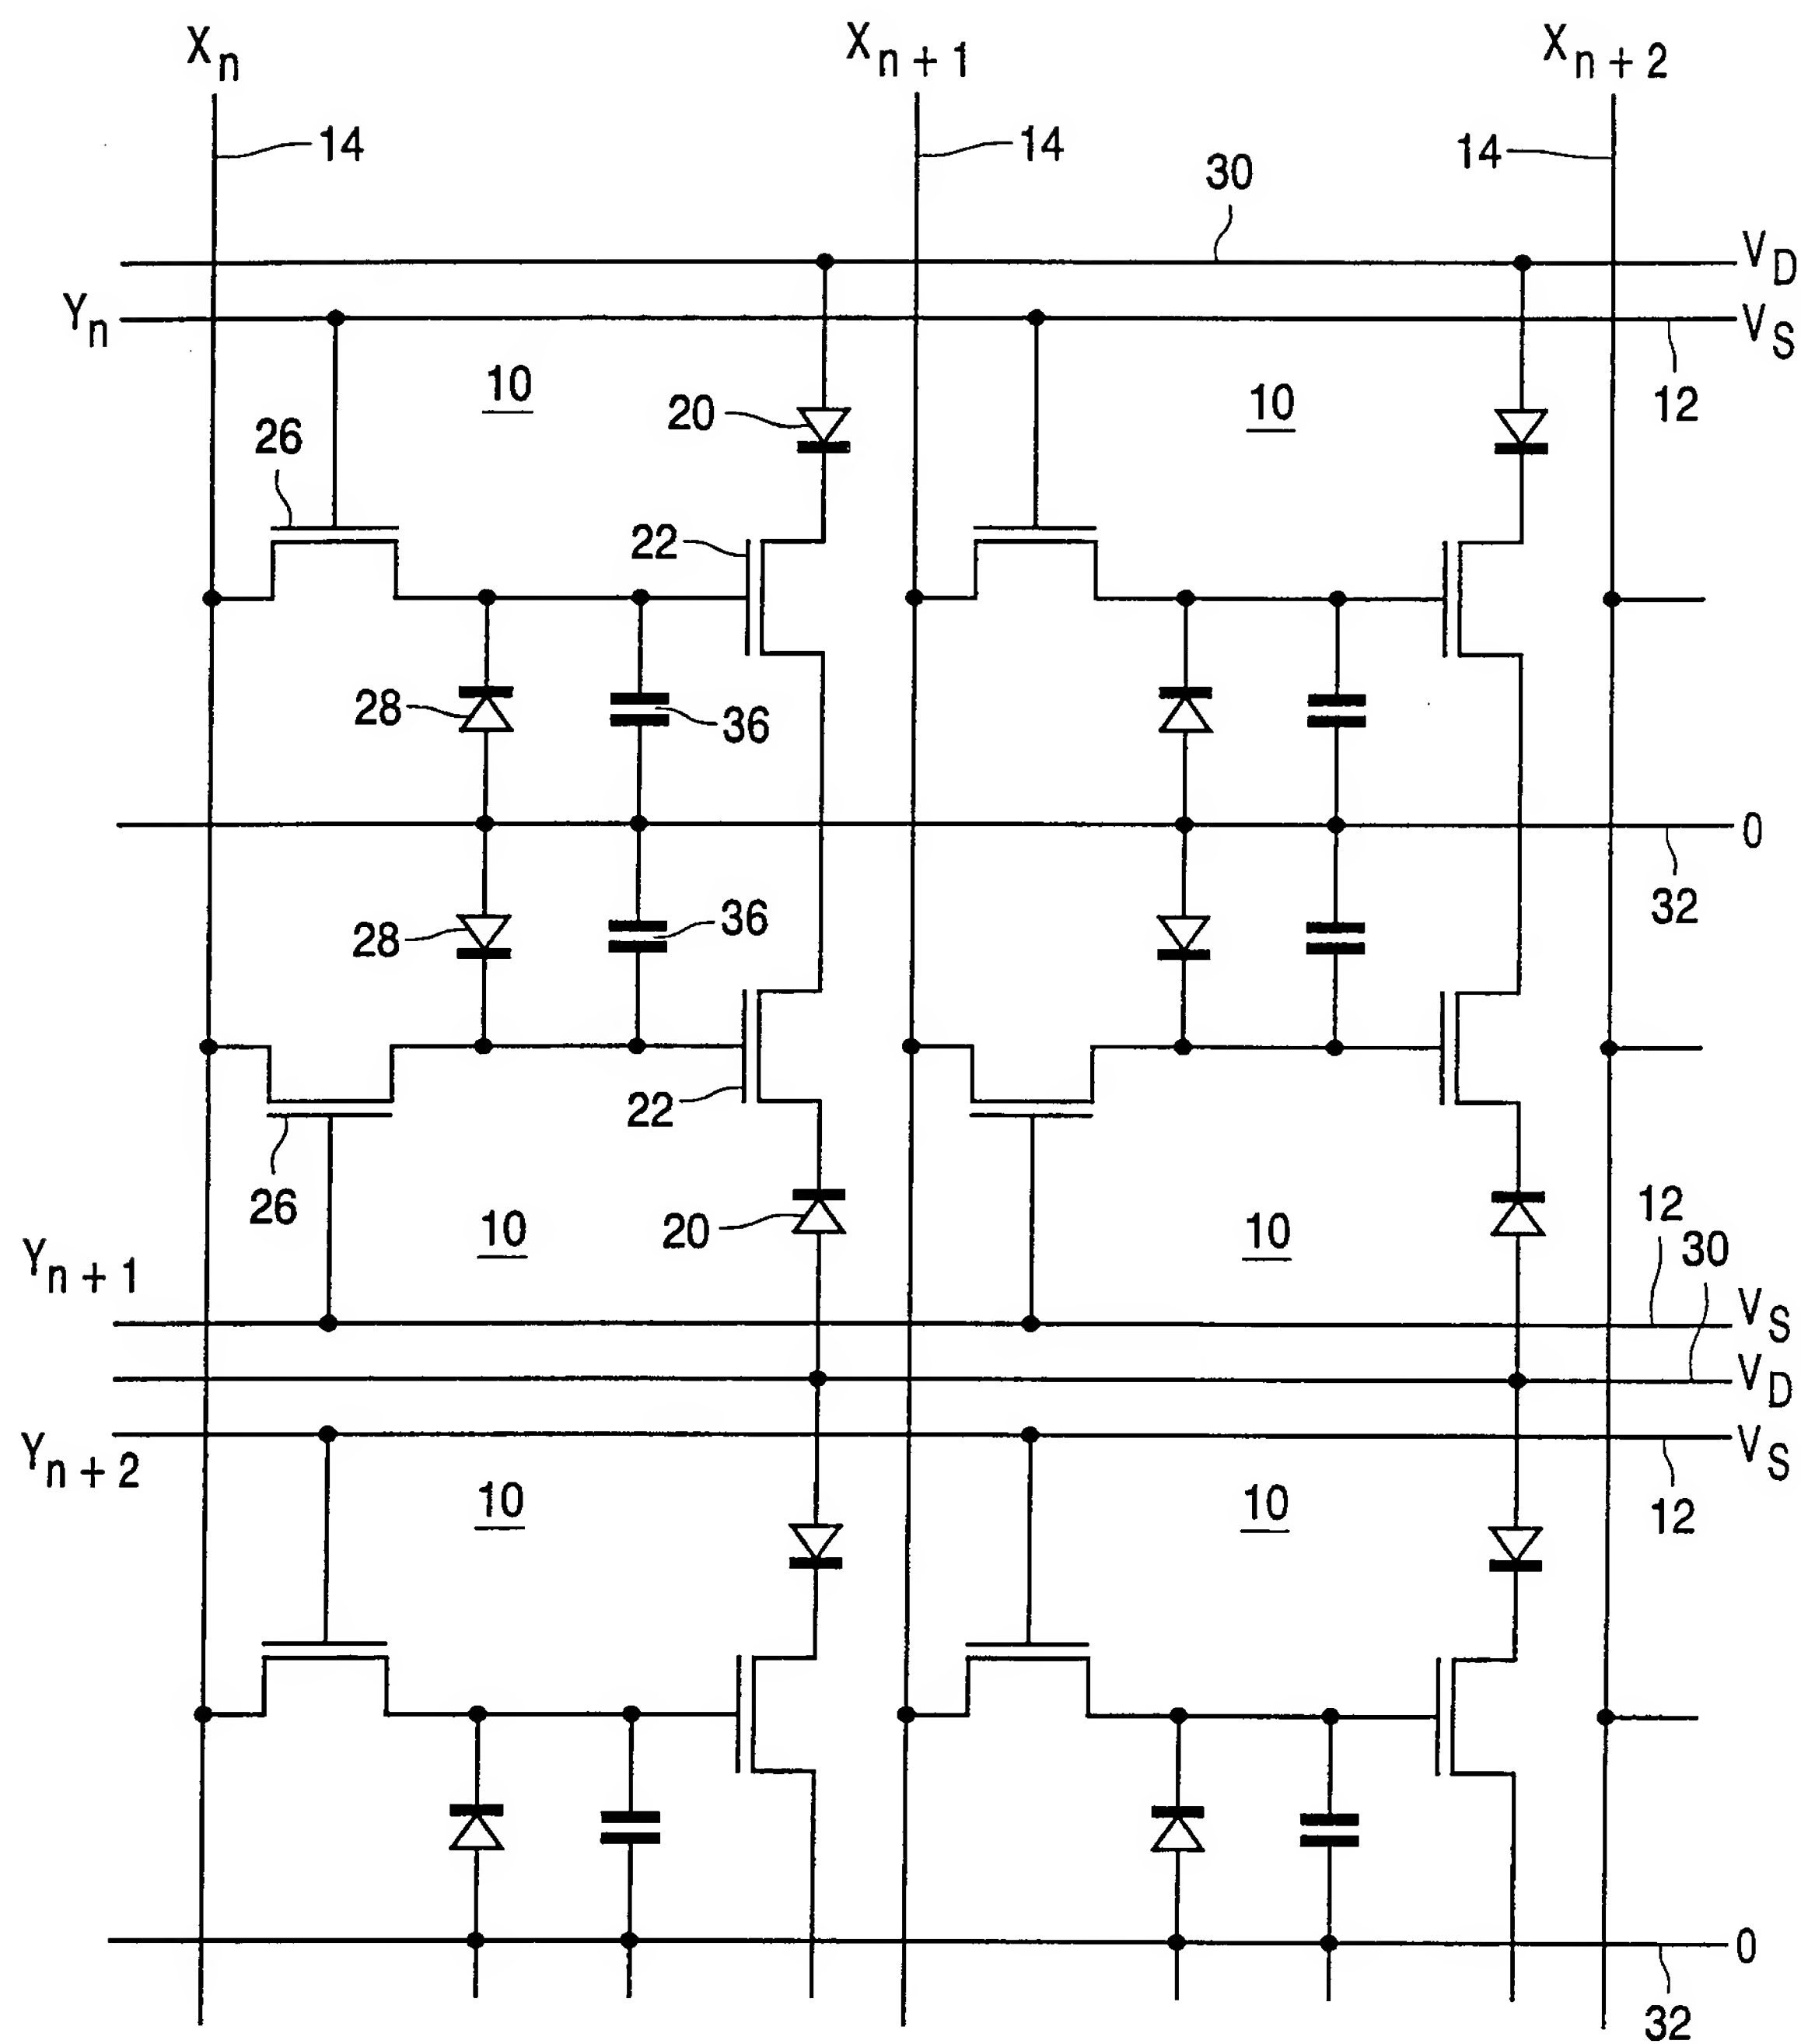 Xn Xn + 1 Xn + 2
14 14 14
30
VD
Yn VS
10 20 10 12
26
22
28 36
0
28 36 32
22
26 10 20 10 12 30
Yn + 1
VS
VD
Yn + 2 VS
10 10 12
0
32